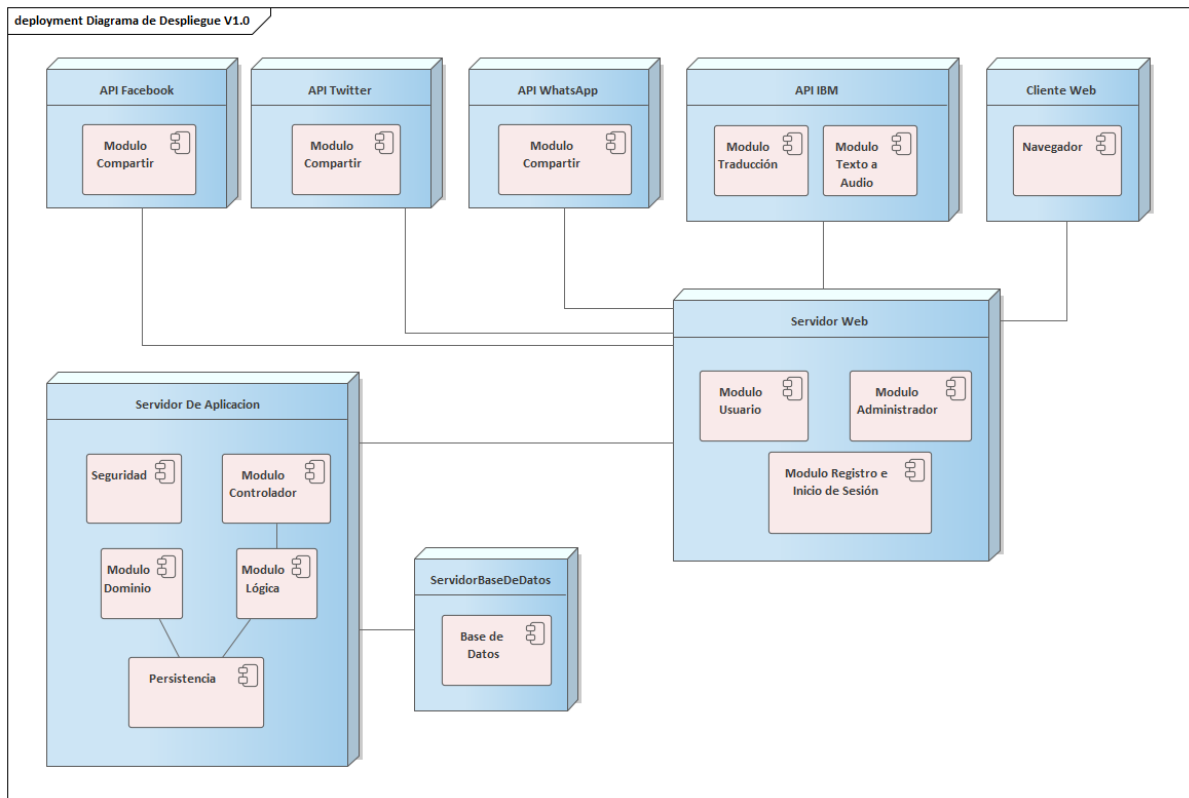 deployment Diagrama de Despliegue V1.0
API Facebook
Modulo
Compartir
API Twitter
Modulo
Compartir
API WhatsApp
Modulo
Compartir
API IBM
Modulo
Traducción
Modulo
Texto a
Audio
Cliente Web
Navegador
Servidor Web
Modulo
Usuario
Modulo
Administrador
Modulo Registro e
Inicio de Sesión
Servidor De Aplicacion
Seguridad
Modulo
Controlador
Modulo
Dominio
Modulo
Lógica
Persistencia
ServidorBaseDeDatos
Base de
Datos